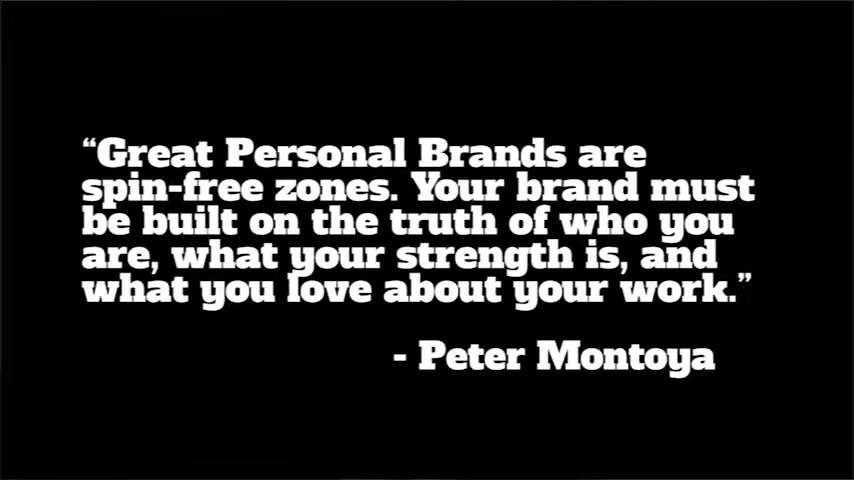 “Great Personal Brands are
spin-free zones. Your brand must
be built on the truth of who you
are, what your strength is, and
what you love about your work.”
- Peter Montoya